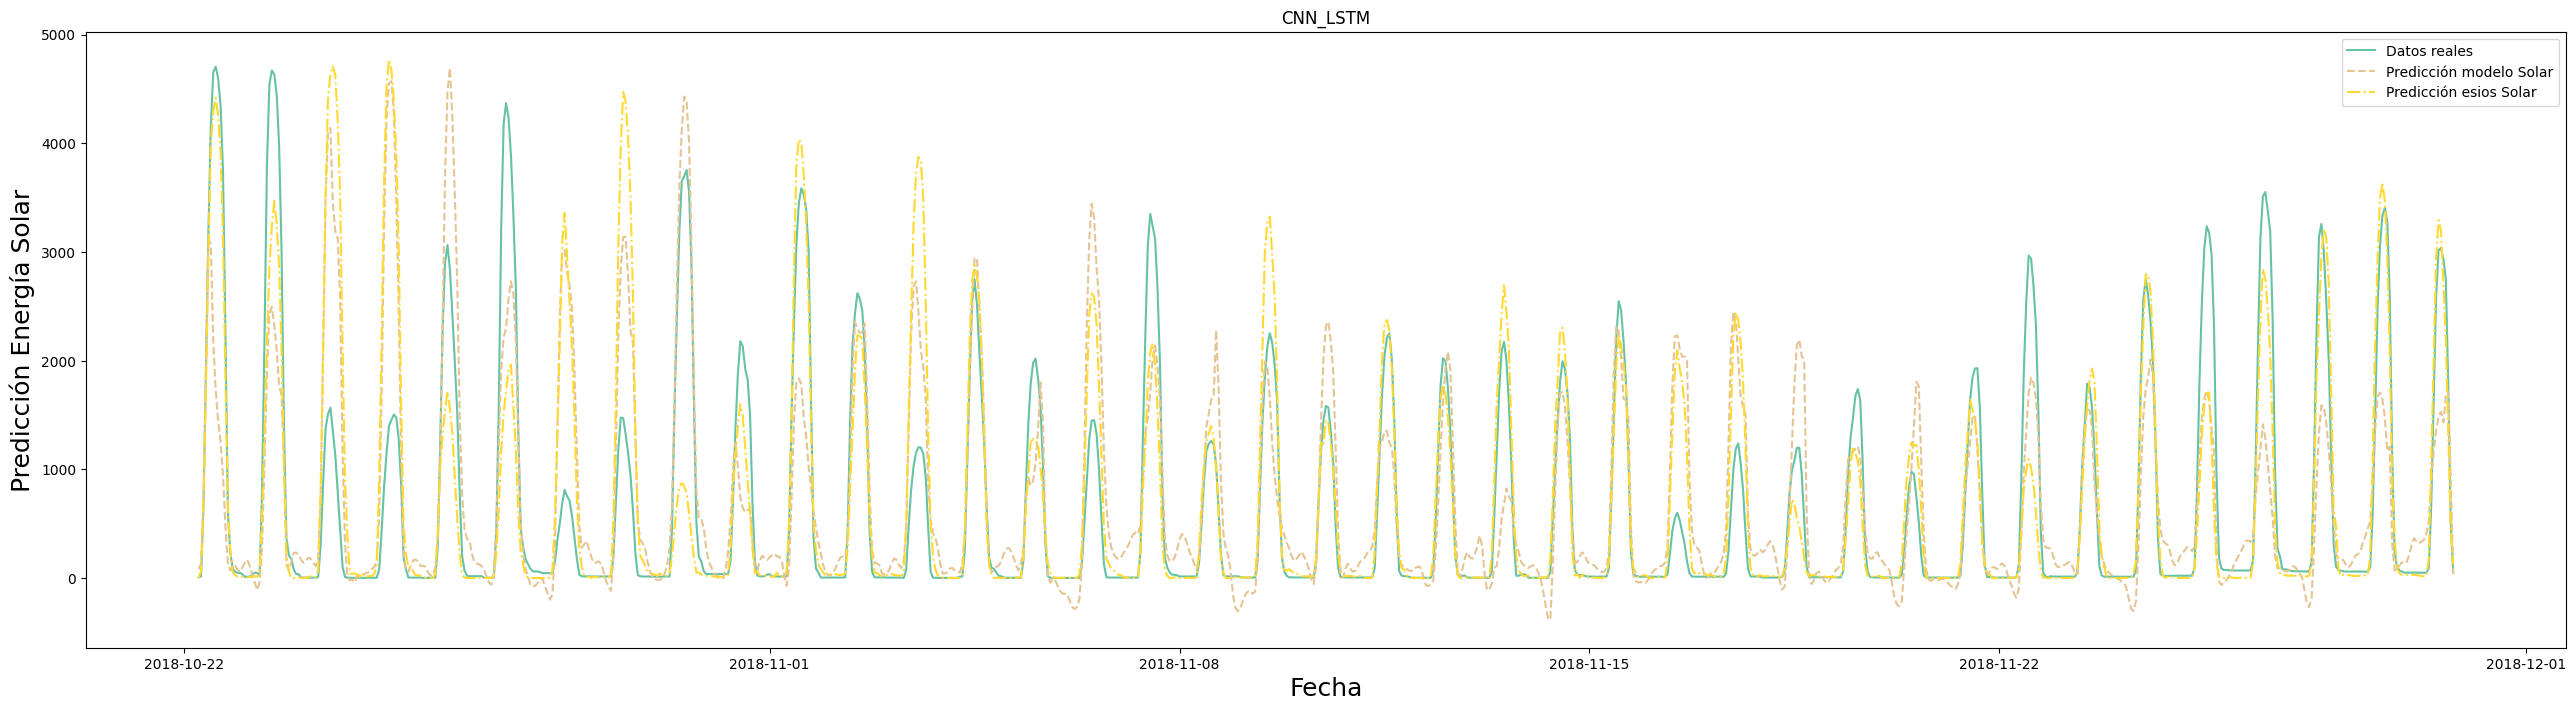 CNN_LSTM
Datos reales
Predicción modelo Solar
Predicción esios Solar
Predicción Energía Solar
5000
4000
3000
2000
1000
0
2018-10-22
2018-11-01
2018-11-08
2018-11-15
2018-11-22
2018-12-01
Fecha